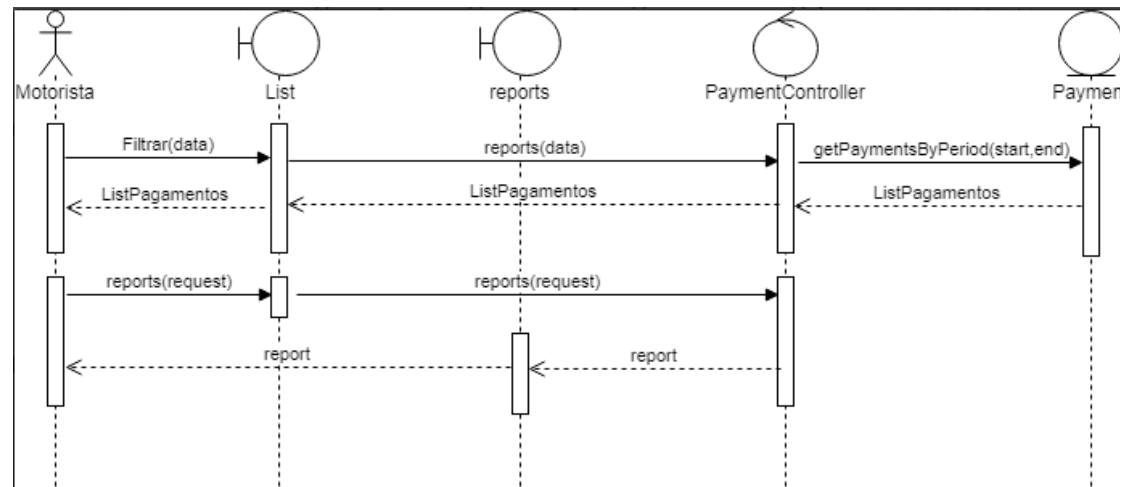 Motorista
List
reports
PaymentController
Paymen
Filtrar(data)
reports(data)
getPaymentsByPeriod(start,end)
ListPagamentos
ListPagamentos
ListPagamentos
reports(request)
reports(request)
report
report